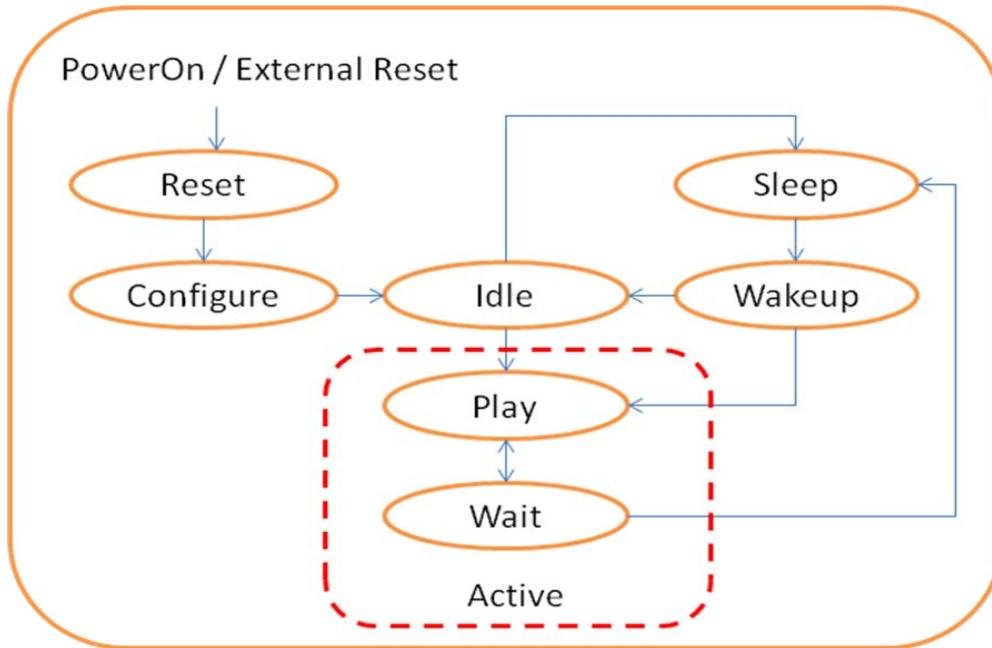 PowerOn / External Reset
Reset
Sleep
Configure
Idle
Wakeup
Play
Wait
Active